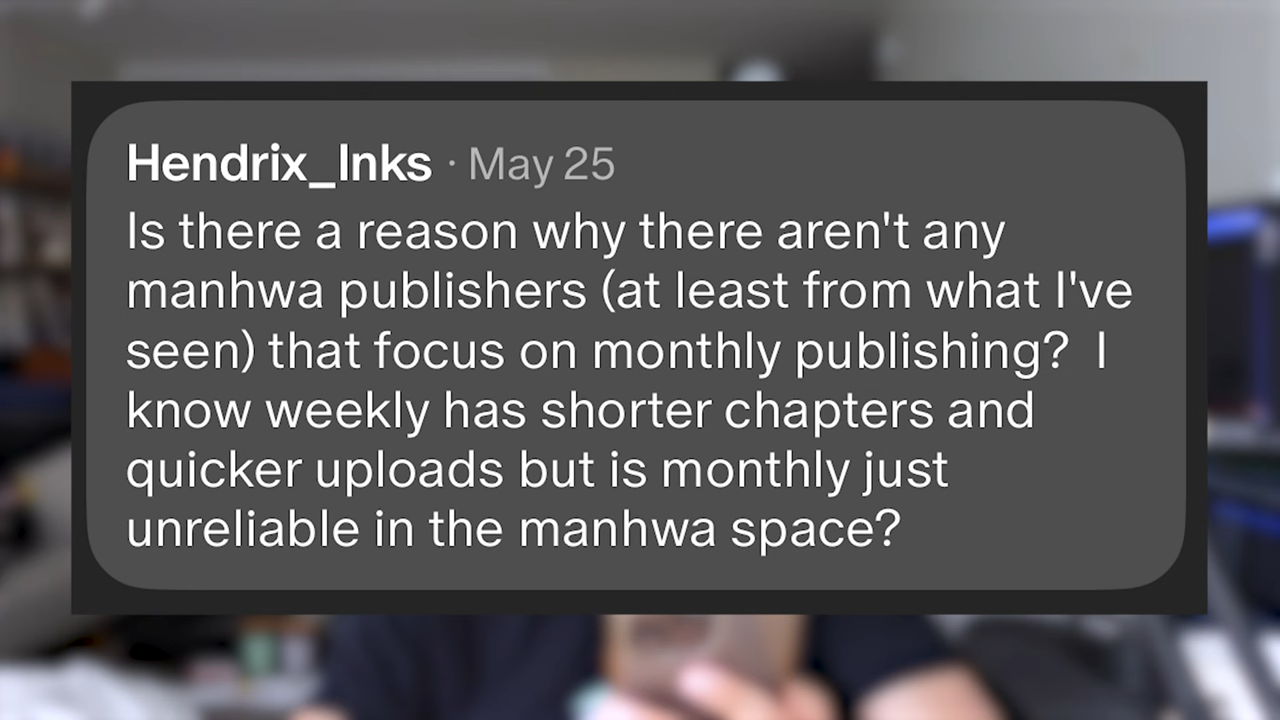 Hendrix_Inks · May 25
Is there a reason why there aren't any
manhwa publishers (at least from what I've
seen) that focus on monthly publishing?  I
know weekly has shorter chapters and
quicker uploads but is monthly just
unreliable in the manhwa space?